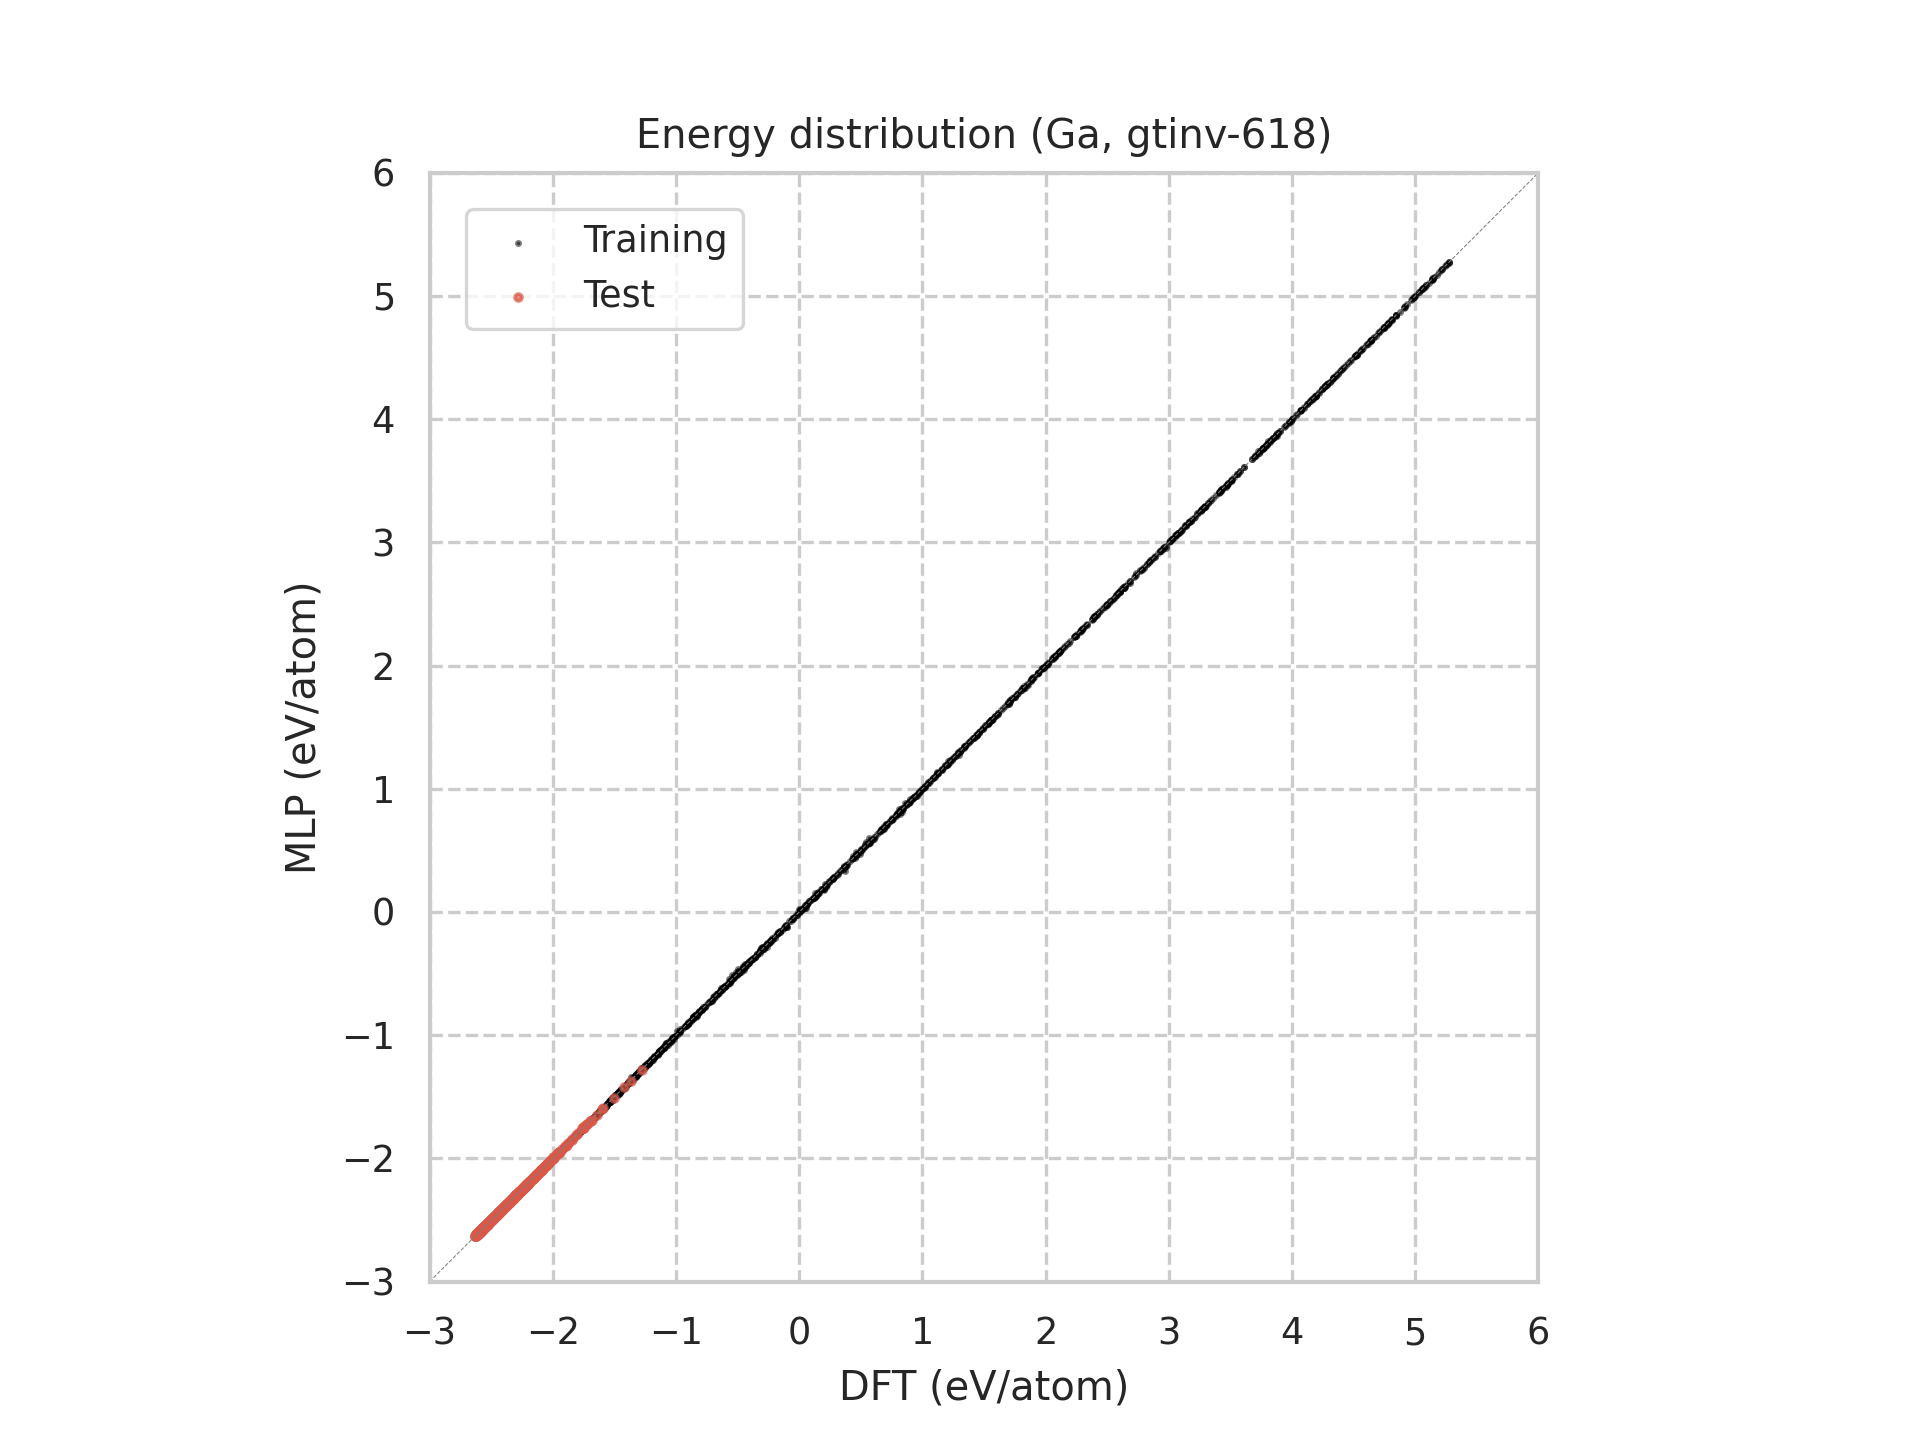 Energy distribution (Ga, gtinv-618)
Training
Test
6
5
4
3
2
1
0
−1
−2
−3
MLP (eV/atom)
−3 −2 −1 0 1 2 3 4 5 6
DFT (eV/atom)